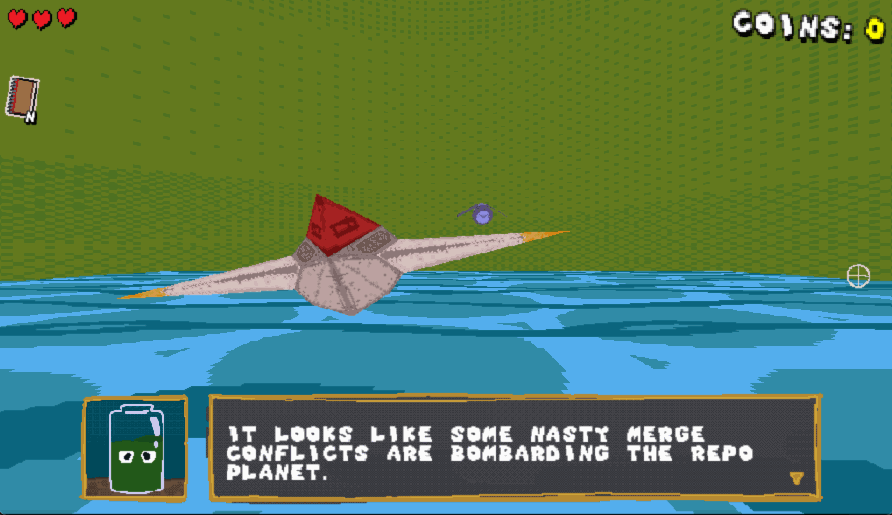 COINS: 0
N
IT LOOKS LIKE SOME NASTY MERGE
CONFLICTS ARE BOMBARDING THE REPO
PLANET.